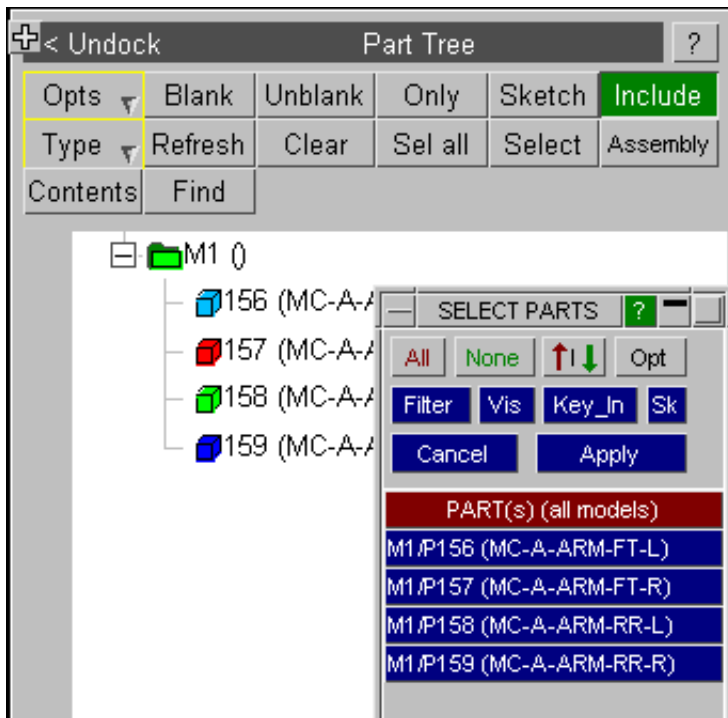 < Undock Part Tree ?
Opts Blank Unblank Only Sketch Include
Type Refresh Clear Sel all Select Assembly
Contents Find
M1 ()
156 (MC-A-A
157 (MC-A-A
158 (MC-A-A
159 (MC-A-A
SELECT PARTS ?
All None Opt
Filter Vis Key_In Sk
Cancel Apply
PART(s) (all models)
M1/P156 (MC-A-ARM-FT-L)
M1/P157 (MC-A-ARM-FT-R)
M1/P158 (MC-A-ARM-RR-L)
M1/P159 (MC-A-ARM-RR-R)